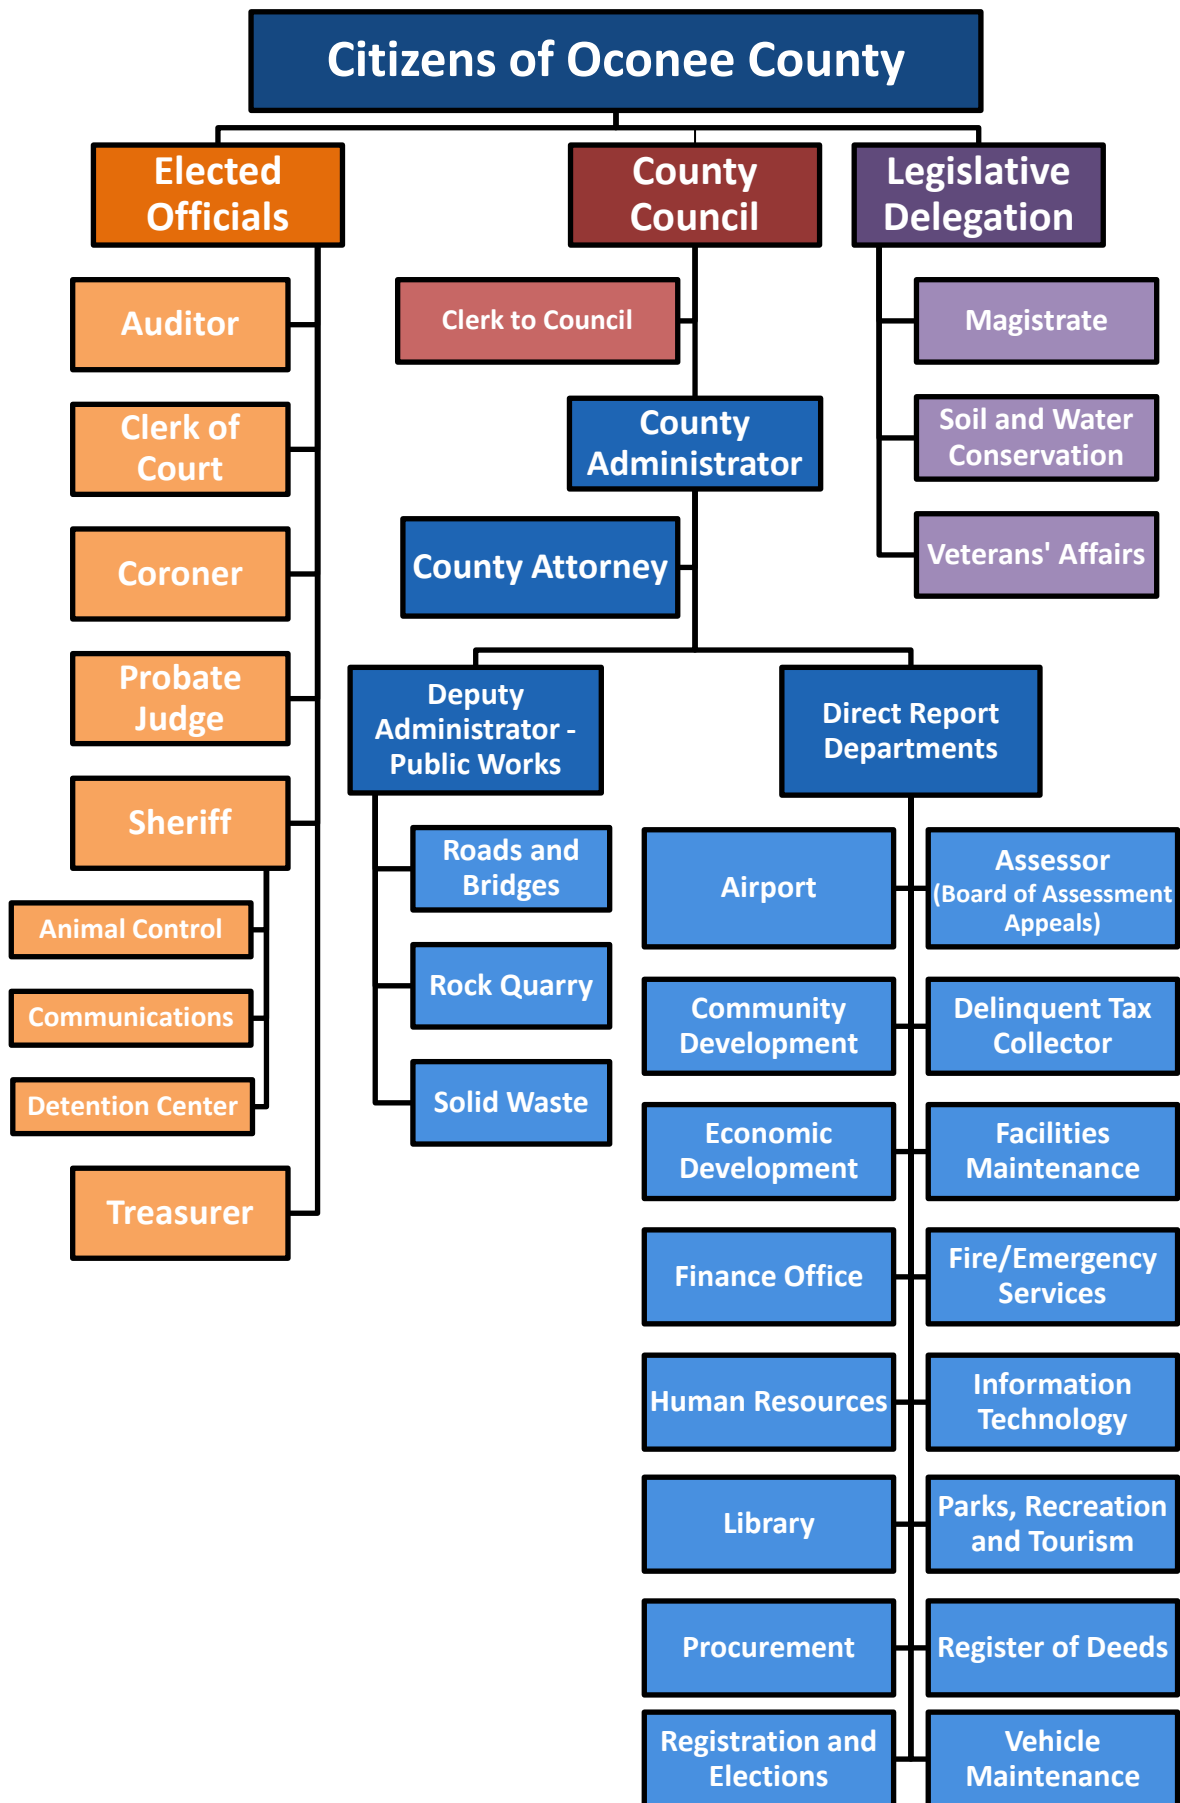 Citizens of Oconee County
Elected
Officials
County
Council
Legislative
Delegation
Auditor
Clerk of
Court
Coroner
Probate
Judge
Sheriff
Animal Control
Communications
Detention Center
Treasurer
Clerk to Council
County
Administrator
County Attorney
Magistrate
Soil and Water
Conservation
Veterans' Affairs
Deputy
Administrator -
Public Works
Roads and
Bridges
Rock Quarry
Solid Waste
Direct Report
Departments
Airport
Assessor
(Board of Assessment
Appeals)
Community
Development
Delinquent Tax
Collector
Economic
Development
Facilities
Maintenance
Finance Office
Fire/Emergency
Services
Human Resources
Information
Technology
Library
Parks, Recreation
and Tourism
Procurement
Register of Deeds
Registration and
Elections
Vehicle
Maintenance